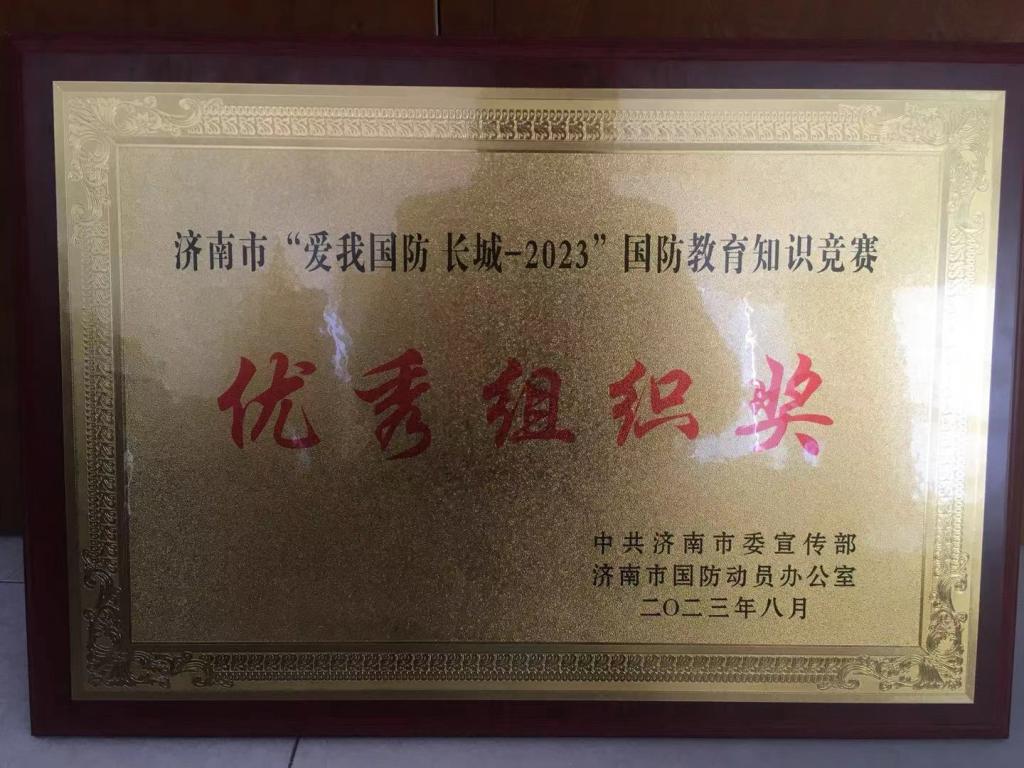 济南市“爱我国防 长城-2023”国防教育知识竞赛
优秀组织奖
中共济南市委宣传部
济南市国防动员办公室
二〇二三年八月